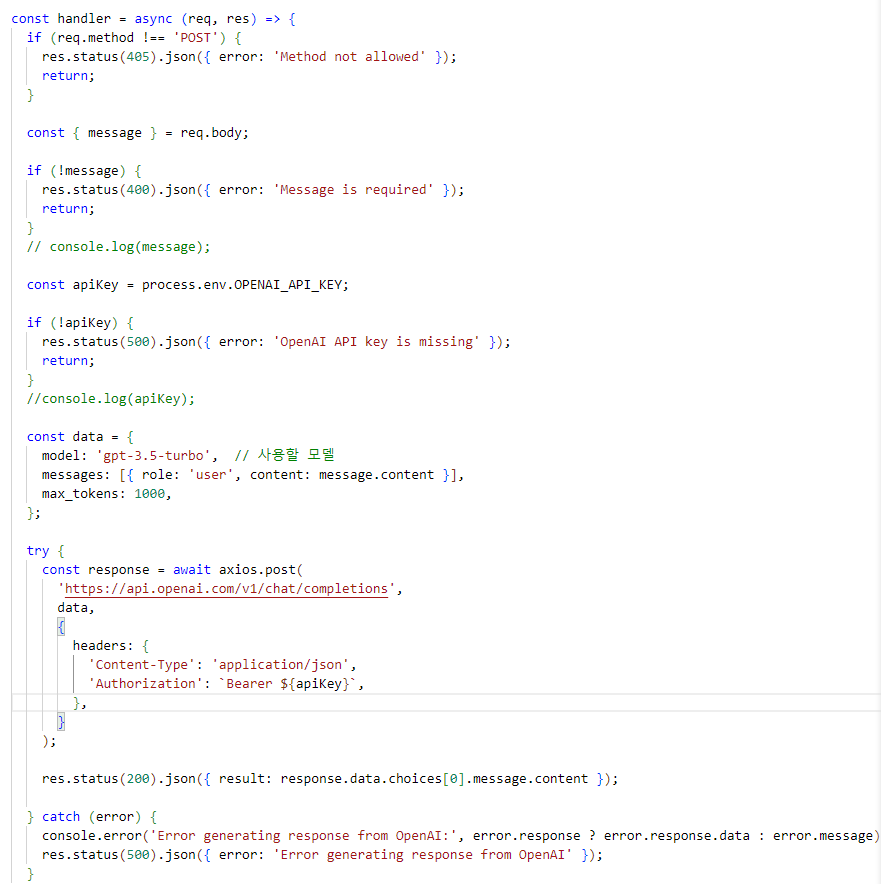 const handler = async (req, res) => {
  if (req.method !== 'POST') {
    res.status(405).json({ error: 'Method not allowed' });
    return;
  }

  const { message } = req.body;

  if (!message) {
    res.status(400).json({ error: 'Message is required' });
    return;
  }
  // console.log(message);

  const apiKey = process.env.OPENAI_API_KEY;

  if (!apiKey) {
    res.status(500).json({ error: 'OpenAI API key is missing' });
    return;
  }
  //console.log(apiKey);

  const data = {
    model: 'gpt-3.5-turbo',  // 사용할 모델
    messages: [{ role: 'user', content: message.content }],
    max_tokens: 1000,
  };

  try {
    const response = await axios.post(
      'https://api.openai.com/v1/chat/completions',
      data,
      {
        headers: {
          'Content-Type': 'application/json',
          'Authorization': `Bearer ${apiKey}`,
        },
      }
    );

    res.status(200).json({ result: response.data.choices[0].message.content });

  } catch (error) {
    console.error('Error generating response from OpenAI:', error.response ? error.response.data : error.message)
    res.status(500).json({ error: 'Error generating response from OpenAI' });
  }